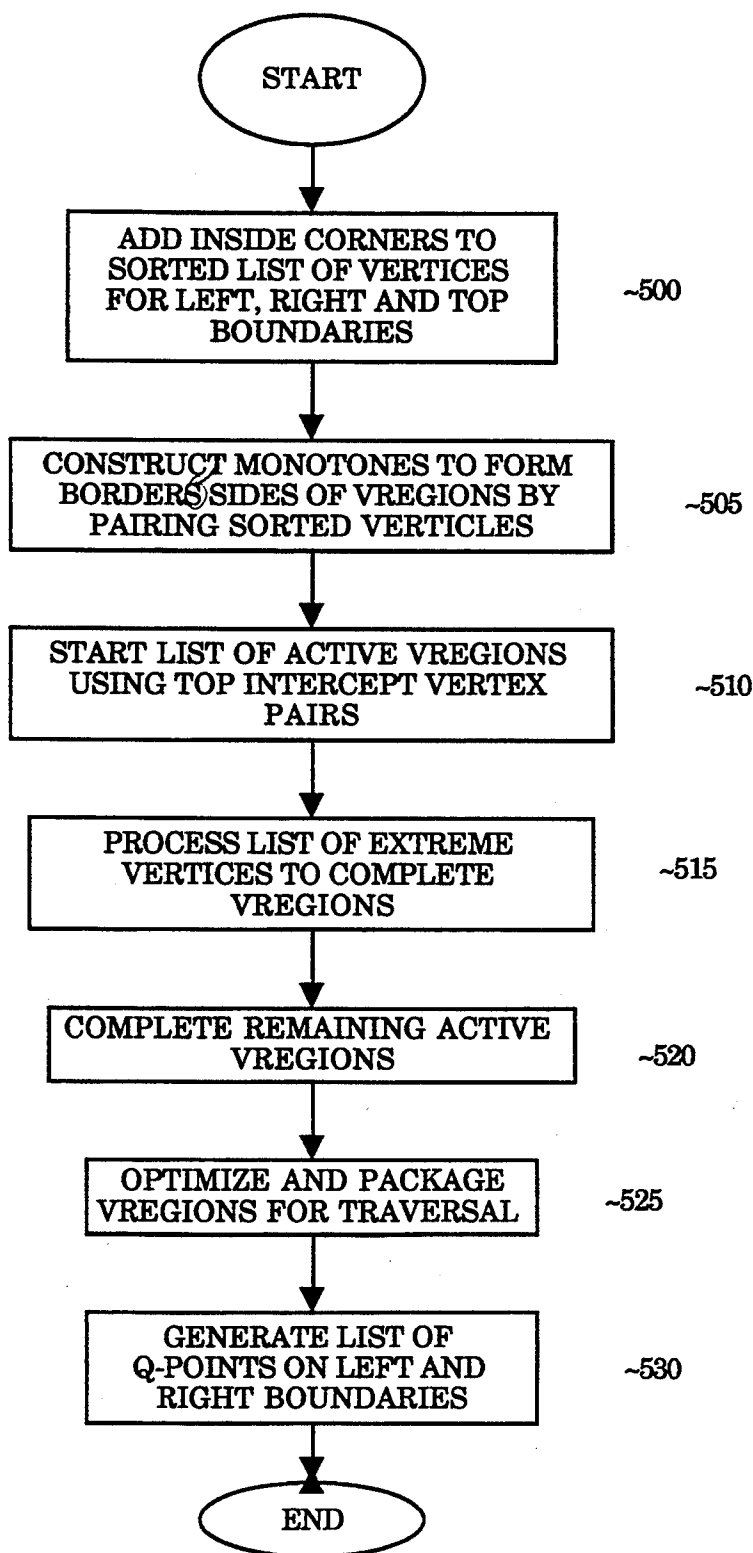 START
ADD INSIDE CORNERS TO
SORTED LIST OF VERTICES
FOR LEFT, RIGHT AND TOP
BOUNDARIES
~500
CONSTRUCT MONOTONES TO FORM
BORDERS SIDES OF VREGIONS BY
PAIRING SORTED VERTICLES
~505
START LIST OF ACTIVE VREGIONS
USING TOP INTERCEPT VERTEX
PAIRS
~510
PROCESS LIST OF EXTREME
VERTICES TO COMPLETE
VREGIONS
~515
COMPLETE REMAINING ACTIVE
VREGIONS
~520
OPTIMIZE AND PACKAGE
VREGIONS FOR TRAVERSAL
~525
GENERATE LIST OF
Q-POINTS ON LEFT AND
RIGHT BOUNDARIES
~530
END